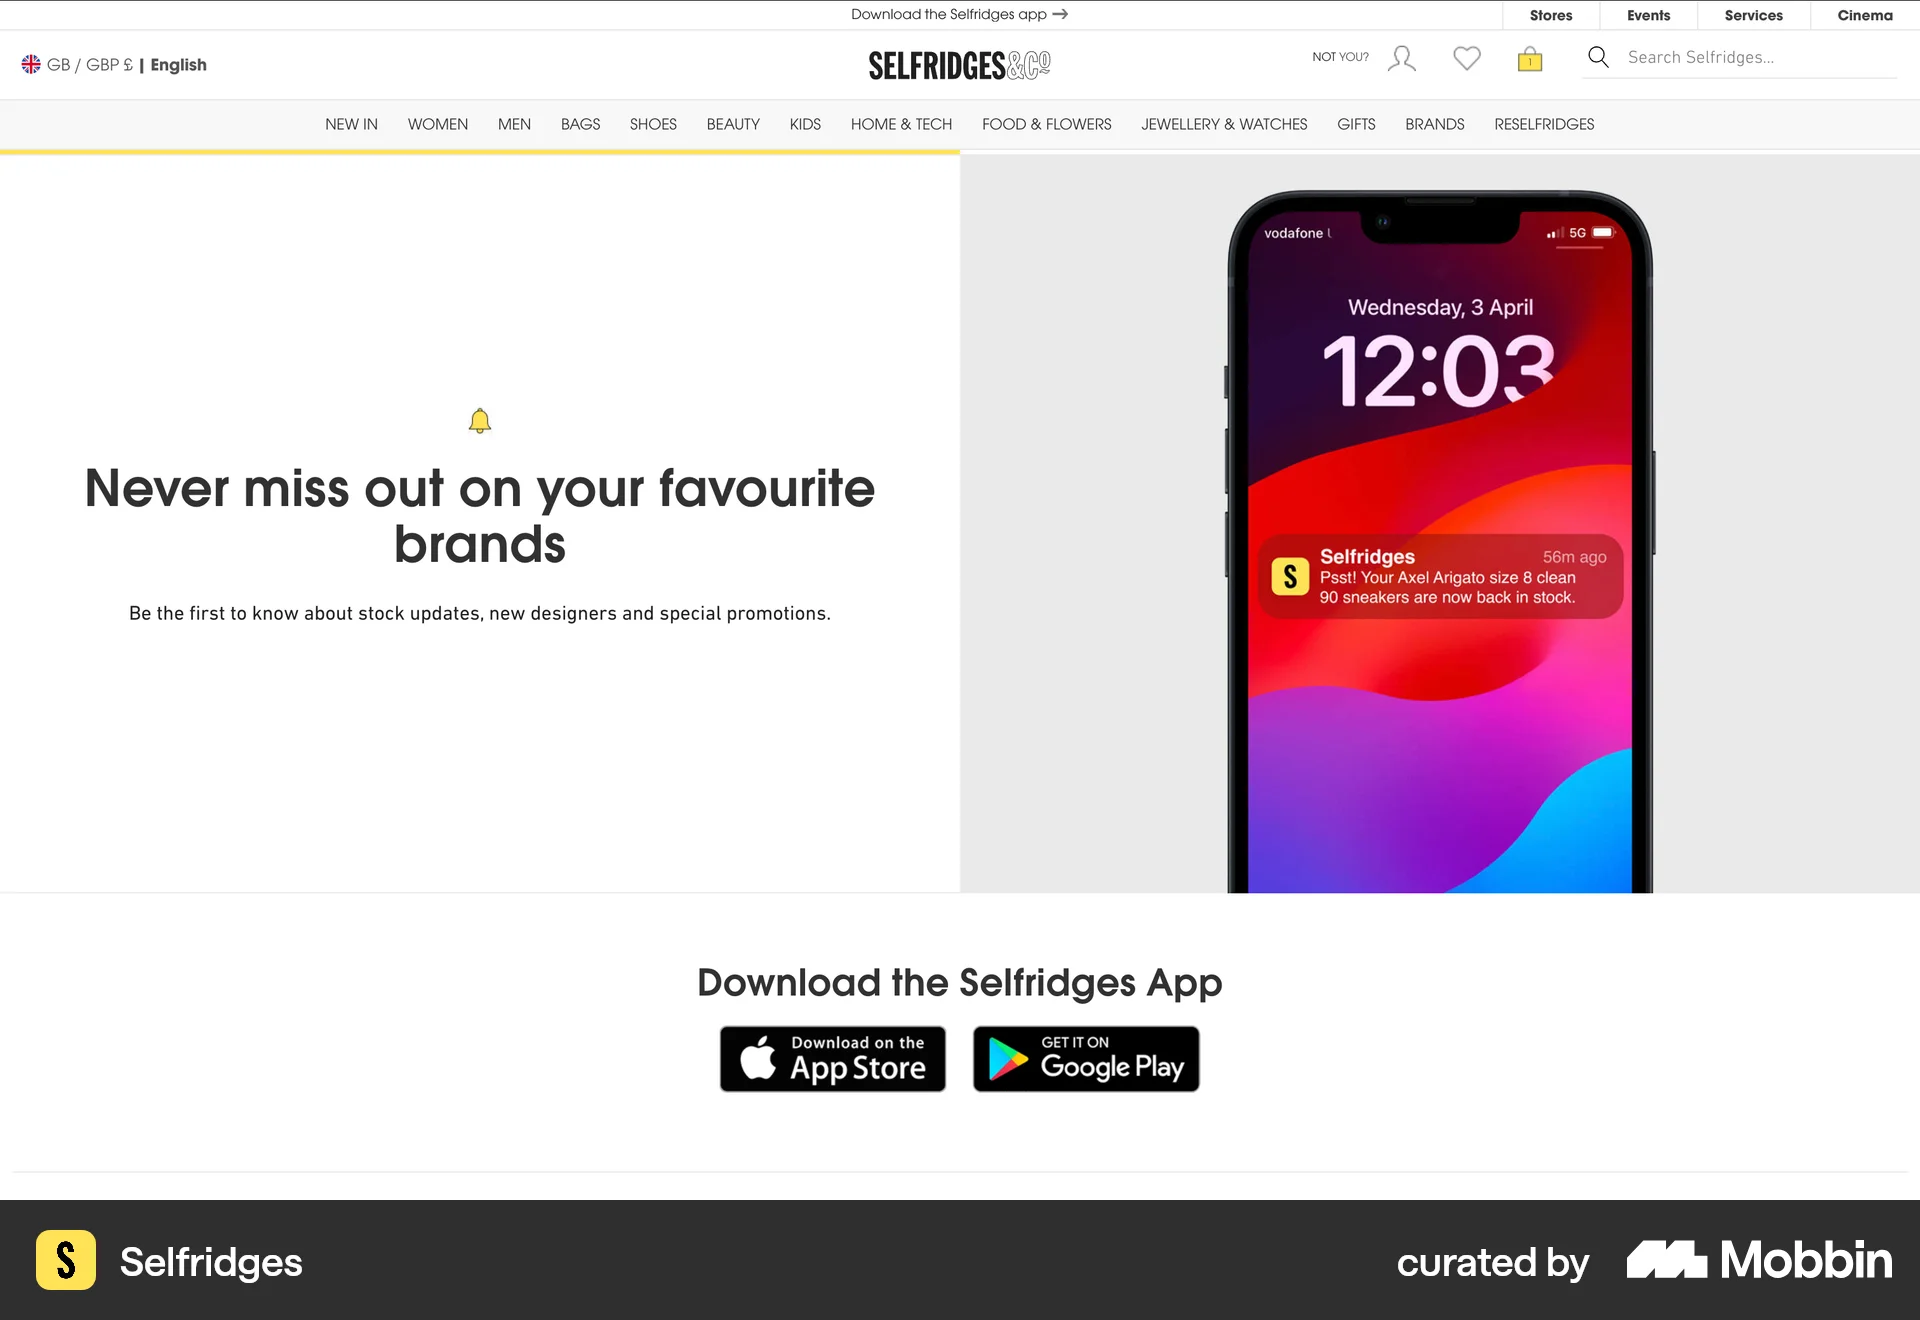 Download the Selfridges app →
Stores
Events
Services
Cinema
GB / GBP £ | English
SELFRIDGES&Cº
NOT YOU?
1
Search Selfridges...
NEW IN
WOMEN
MEN
BAGS
SHOES
BEAUTY
KIDS
HOME & TECH
FOOD & FLOWERS
JEWELLERY & WATCHES
GIFTS
BRANDS
RESELFRIDGES
Never miss out on your favourite
brands
Be the first to know about stock updates, new designers and special promotions.
vodafone
5G
Wednesday, 3 April
12:03
S
Selfridges
56m ago
Psst! Your Axel Arigato size 8 clean
90 sneakers are now back in stock.
Download the Selfridges App
Download on the
App Store
GET IT ON
Google Play
S
Selfridges
curated by
Mobbin